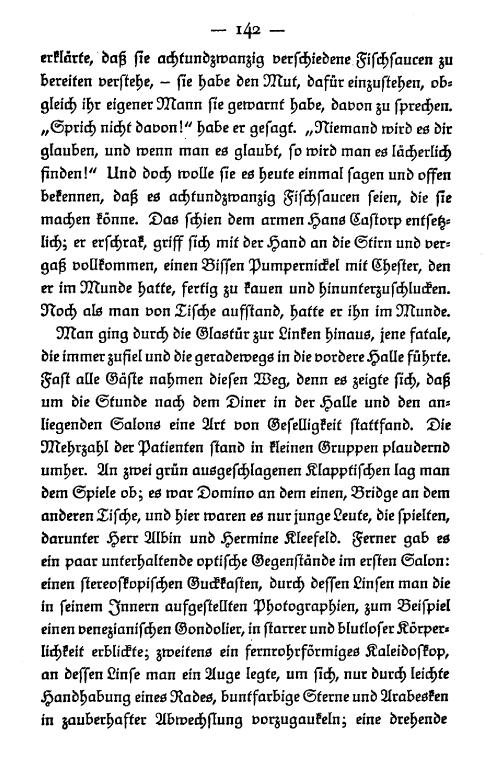 — 142 —
erklärte, daß sie achtundzwanzig verschiedene Fischsaucen zu
bereiten verstehe, – sie habe den Mut, dafür einzustehen, ob-
gleich ihr eigener Mann sie gewarnt habe, davon zu sprechen.
„Sprich nicht davon!“ habe er gesagt. „Niemand wird es dir
glauben, und wenn man es glaubt, so wird man es lächerlich
finden!“ Und doch wolle sie es heute einmal sagen und offen
bekennen, daß es achtundzwanzig Fischsaucen seien, die sie
machen könne. Das schien dem armen Hans Castorp entsetz-
lich; er erschrak, griff sich mit der Hand an die Stirn und ver-
gaß vollkommen, einen Bissen Pumpernickel mit Chester, den
er im Munde hatte, fertig zu kauen und hinunterzuschlucken.
Noch als man von Tische aufstand, hatte er ihn im Munde.
Man ging durch die Glastür zur Linken hinaus, jene fatale,
die immer zufiel und die geradewegs in die vordere Halle führte.
Fast alle Gäste nahmen diesen Weg, denn es zeigte sich, daß
um die Stunde nach dem Diner in der Halle und den an-
liegenden Salons eine Art von Geselligkeit stattfand. Die
Mehrzahl der Patienten stand in kleinen Gruppen plaudernd
umher. An zwei grün ausgeschlagenen Klapptischen lag man
dem Spiele ob; es war Domino an dem einen, Bridge an dem
anderen Tische, und hier waren es nur junge Leute, die spielten,
darunter Herr Albin und Hermine Kleefeld. Ferner gab es
ein paar unterhaltende optische Gegenstände im ersten Salon:
einen stereoskopischen Guckkasten, durch dessen Linsen man die
in seinem Innern aufgestellten Photographien, zum Beispiel
einen venezianischen Gondolier, in starrer und blutloser Körper-
lichkeit erblickte; zweitens ein fernrohrförmiges Kaleidoskop,
an dessen Linse man ein Auge legte, um sich, nur durch leichte
Handhabung eines Rades, buntfarbige Sterne und Arabesken
in zauberhafter Abwechslung vorzugaukeln; eine drehende